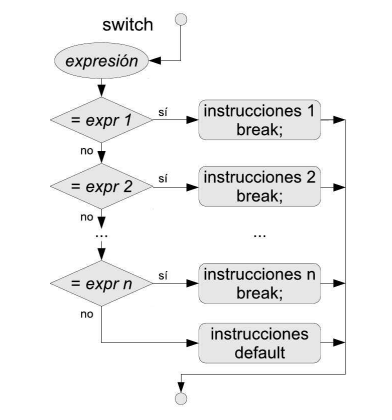 switch
expresión
= expr 1
sí
instrucciones 1
break;
no
= expr 2
sí
instrucciones 2
break;
no
...
...
= expr n
sí
instrucciones n
break;
no
instrucciones
default